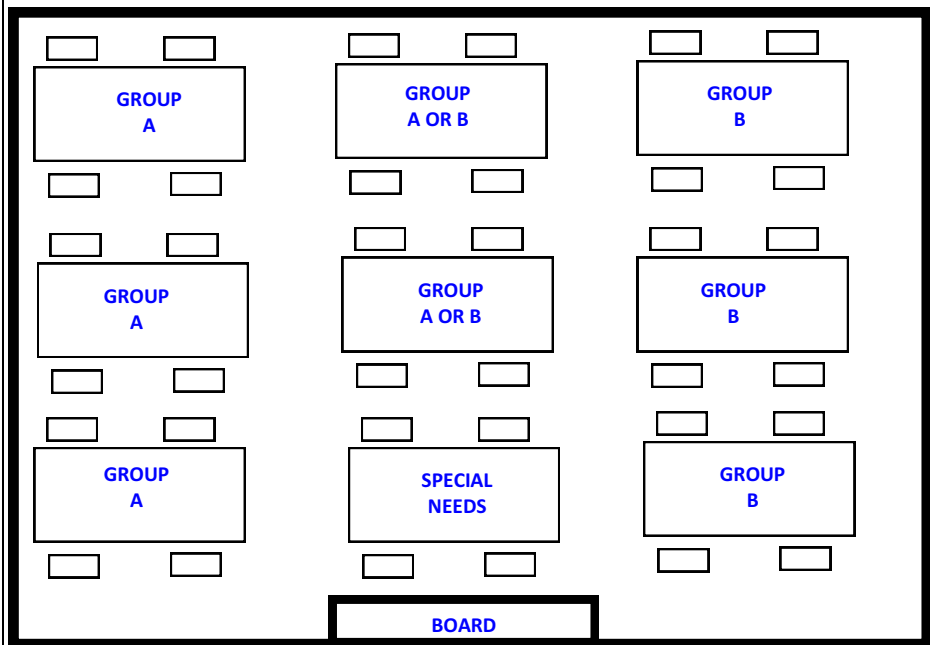 GROUP
A
GROUP
A OR B
GROUP
B
GROUP
A
GROUP
A OR B
GROUP
B
GROUP
A
SPECIAL
NEEDS
GROUP
B
BOARD